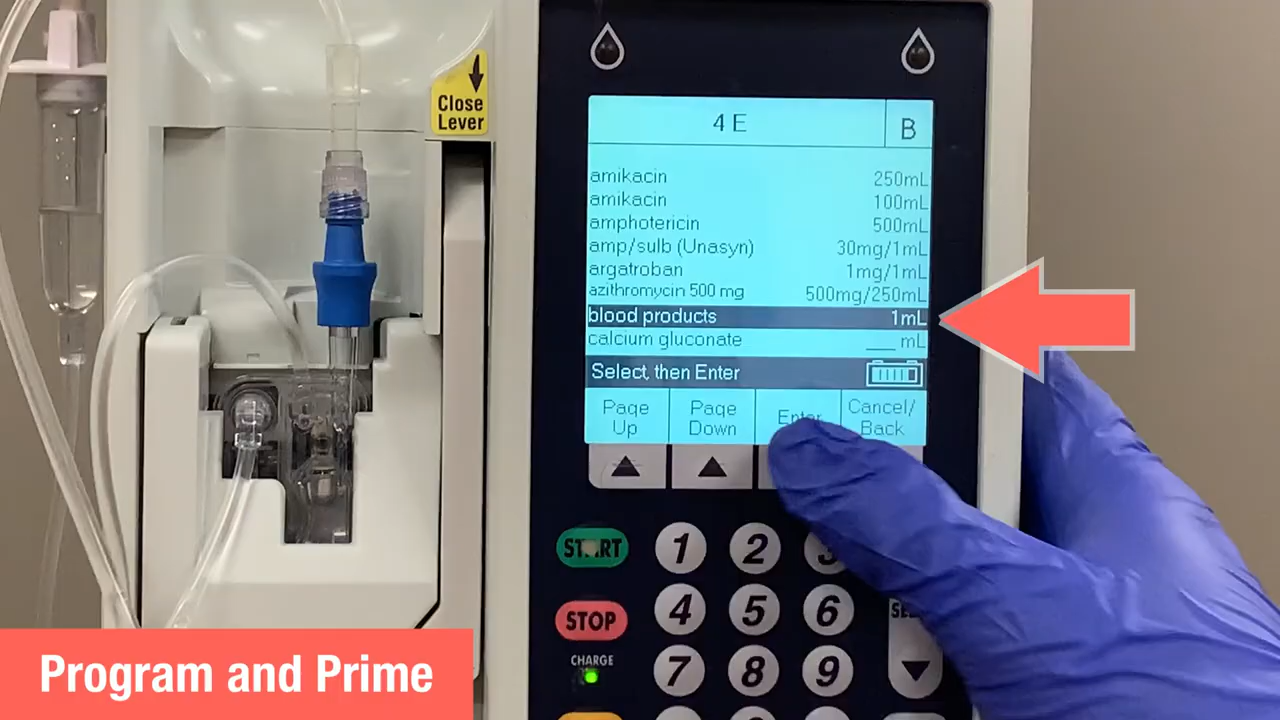 Close
Lever
4 E
B
amikacin 250mL
amikacin 100mL
amphotericin 500mL
amp/sulb (Unasyn) 30mg/1mL
argatroban 1mg/1mL
azithromycin 500 mg 500mg/250mL
blood products 1mL
calcium gluconate ___ mL
Select, then Enter
Page Up
Page Down
Enter
Cancel/ Back
START
1 2 3
STOP
4 5 6
CHARGE
7 8 9
Program and Prime